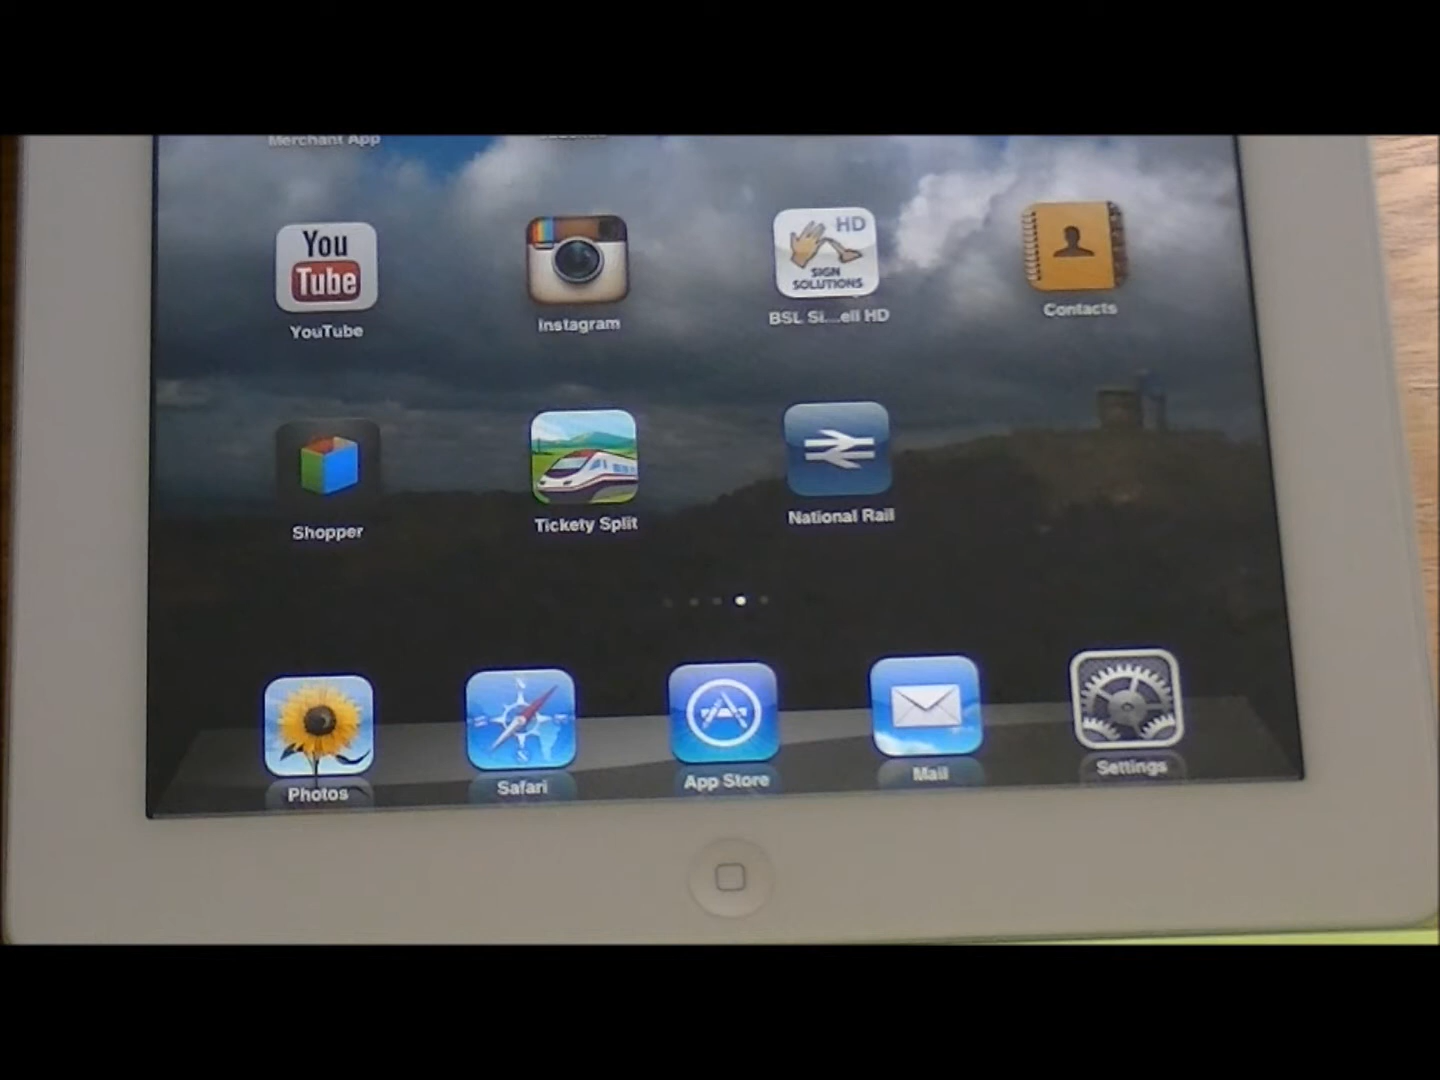 Merchant App
You
Tube
HD
SIGN
SOLUTIONS
YouTube
Instagram
BSL Si...ell HD
Contacts
Shopper
Tickety Split
National Rail
Photos
Safari
App Store
Mail
Settings